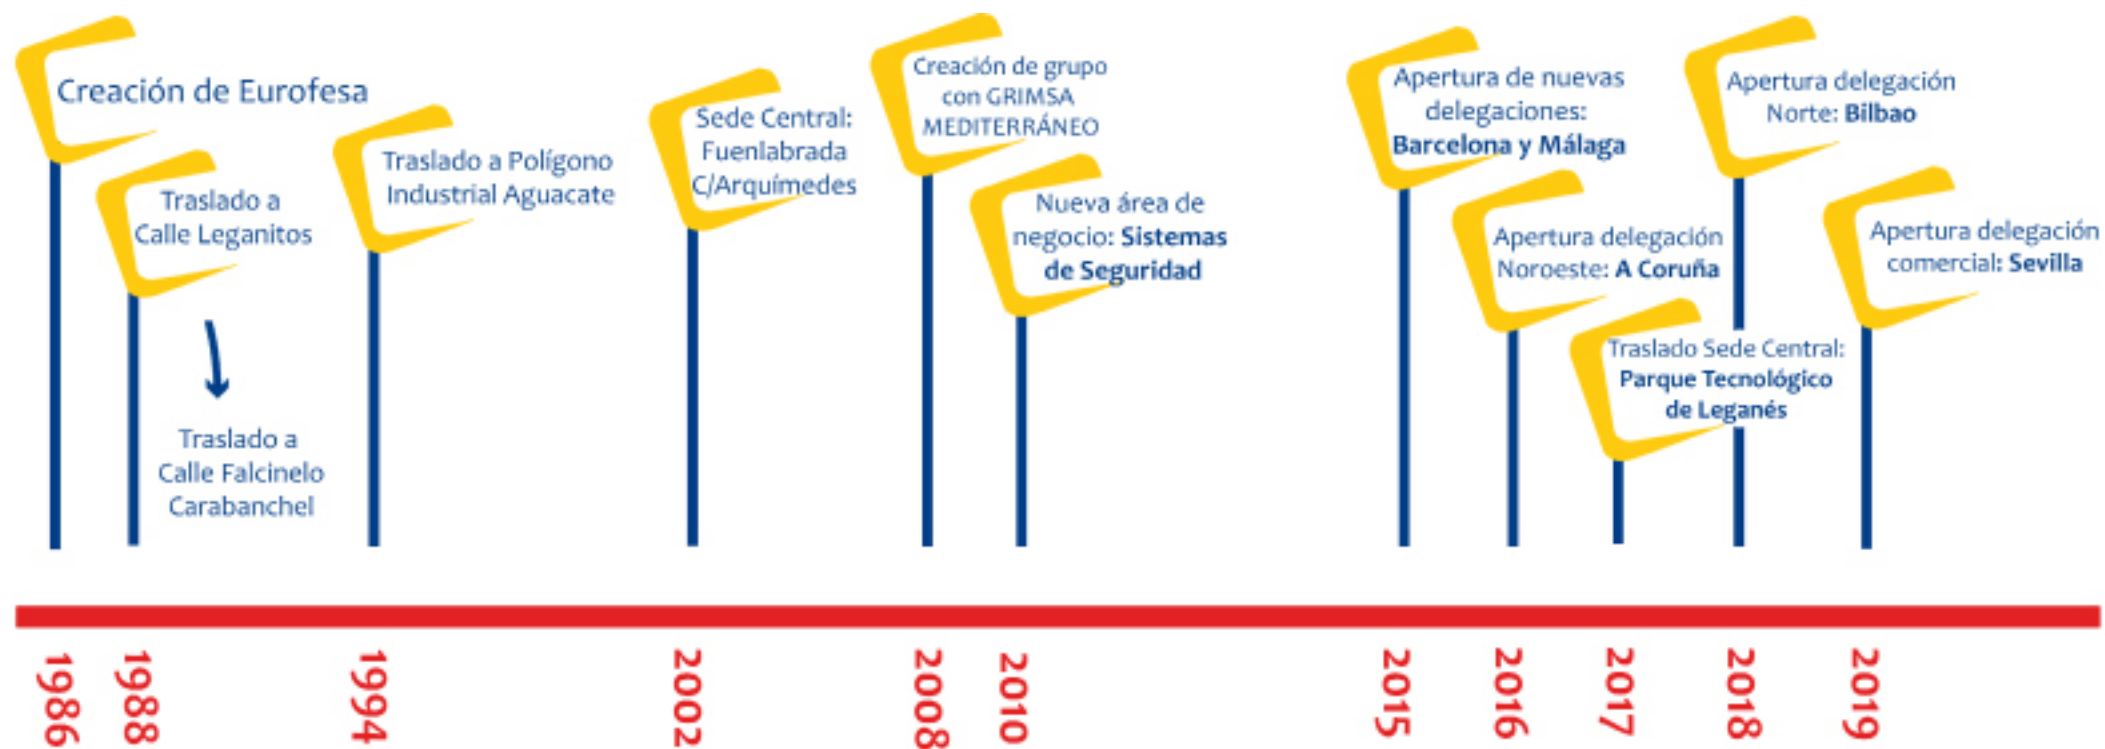 Creación de Eurofesa
Traslado a
Calle Leganitos
Traslado a
Calle Falcinelo
Carabanchel
Traslado a Polígono
Industrial Aguacate
Sede Central:
Fuenlabrada
C/Arquímedes
Creación de grupo
con GRIMSA
MEDITERRÁNEO
Nueva área de
negocio: Sistemas
de Seguridad
Apertura de nuevas
delegaciones:
Barcelona y Málaga
Apertura delegación
Noroeste: A Coruña
Traslado Sede Central:
Parque Tecnológico
de Leganés
Apertura delegación
Norte: Bilbao
Apertura delegación
comercial: Sevilla
1986
1988
1994
2002
2008
2010
2015
2016
2017
2018
2019